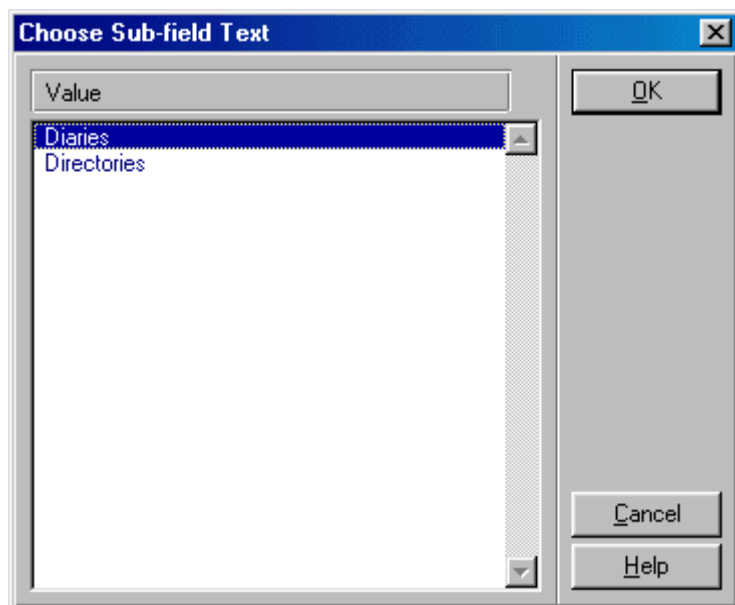 Choose Sub-field Text
Value
Diaries
Directories
OK
Cancel
Help